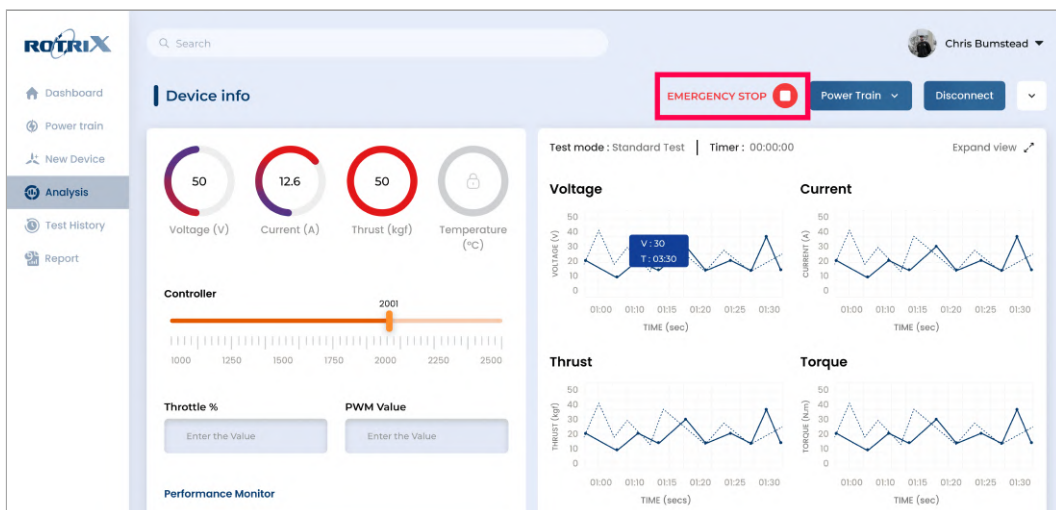 ROTRIX
Search
Chris Bumstead
Dashboard
Power train
New Device
Analysis
Test History
Report
Device info
EMERGENCY STOP
Power Train
Disconnect
50
12.6
50
Voltage (V)
Current (A)
Thrust (kgf)
Temperature
(°C)
Controller
2001
1000 1250 1500 1750 2000 2250 2500
Throttle %
PWM Value
Enter the Value
Enter the Value
Performance Monitor
Test mode : Standard Test
Timer : 00:00:00
Expand view
Voltage
VOLTAGE (V)
50
40
30
20
10
0
V : 30
T : 03:30
01:00 01:10 01:15 01:20 01:25 01:30
TIME (sec)
Current
CURRENT (A)
50
40
30
20
10
0
01:00 01:10 01:15 01:20 01:25 01:30
TIME (sec)
Thrust
THRUST (kgf)
50
40
30
20
10
0
01:00 01:10 01:15 01:20 01:25 01:30
TIME (secs)
Torque
TORQUE (N.m)
50
40
30
20
10
0
01:00 01:10 01:15 01:20 01:25 01:30
TIME (sec)